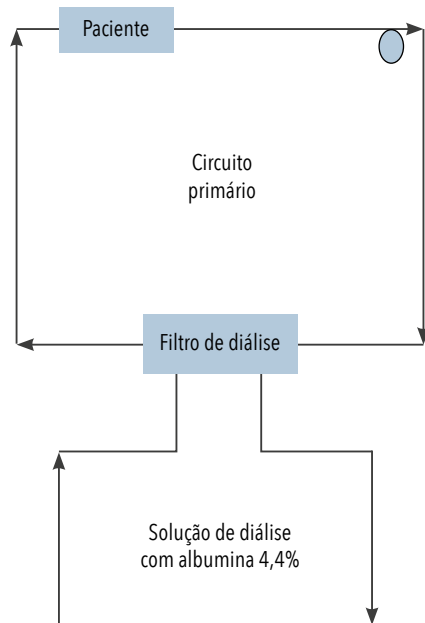 Paciente
Circuito
primário
Filtro de diálise
Solução de diálise
com albumina 4,4%